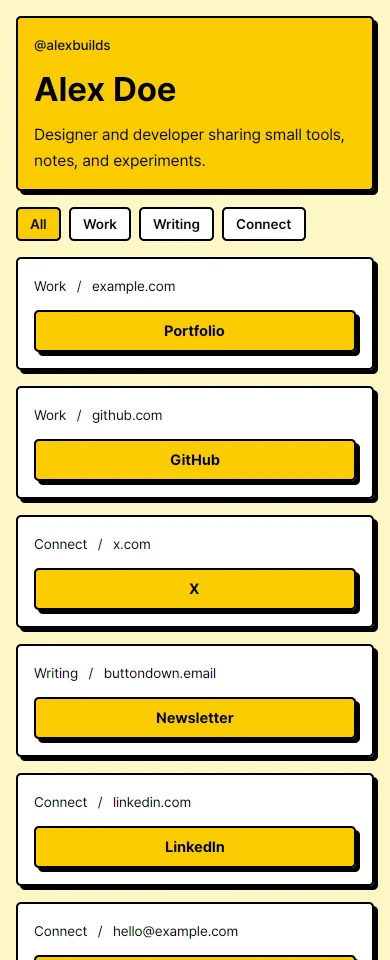 @alexbuilds
Alex Doe
Designer and developer sharing small tools,
notes, and experiments.
All Work Writing Connect
Work / example.com
Portfolio
Work / github.com
GitHub
Connect / x.com
X
Writing / buttondown.email
Newsletter
Connect / linkedin.com
LinkedIn
Connect / hello@example.com